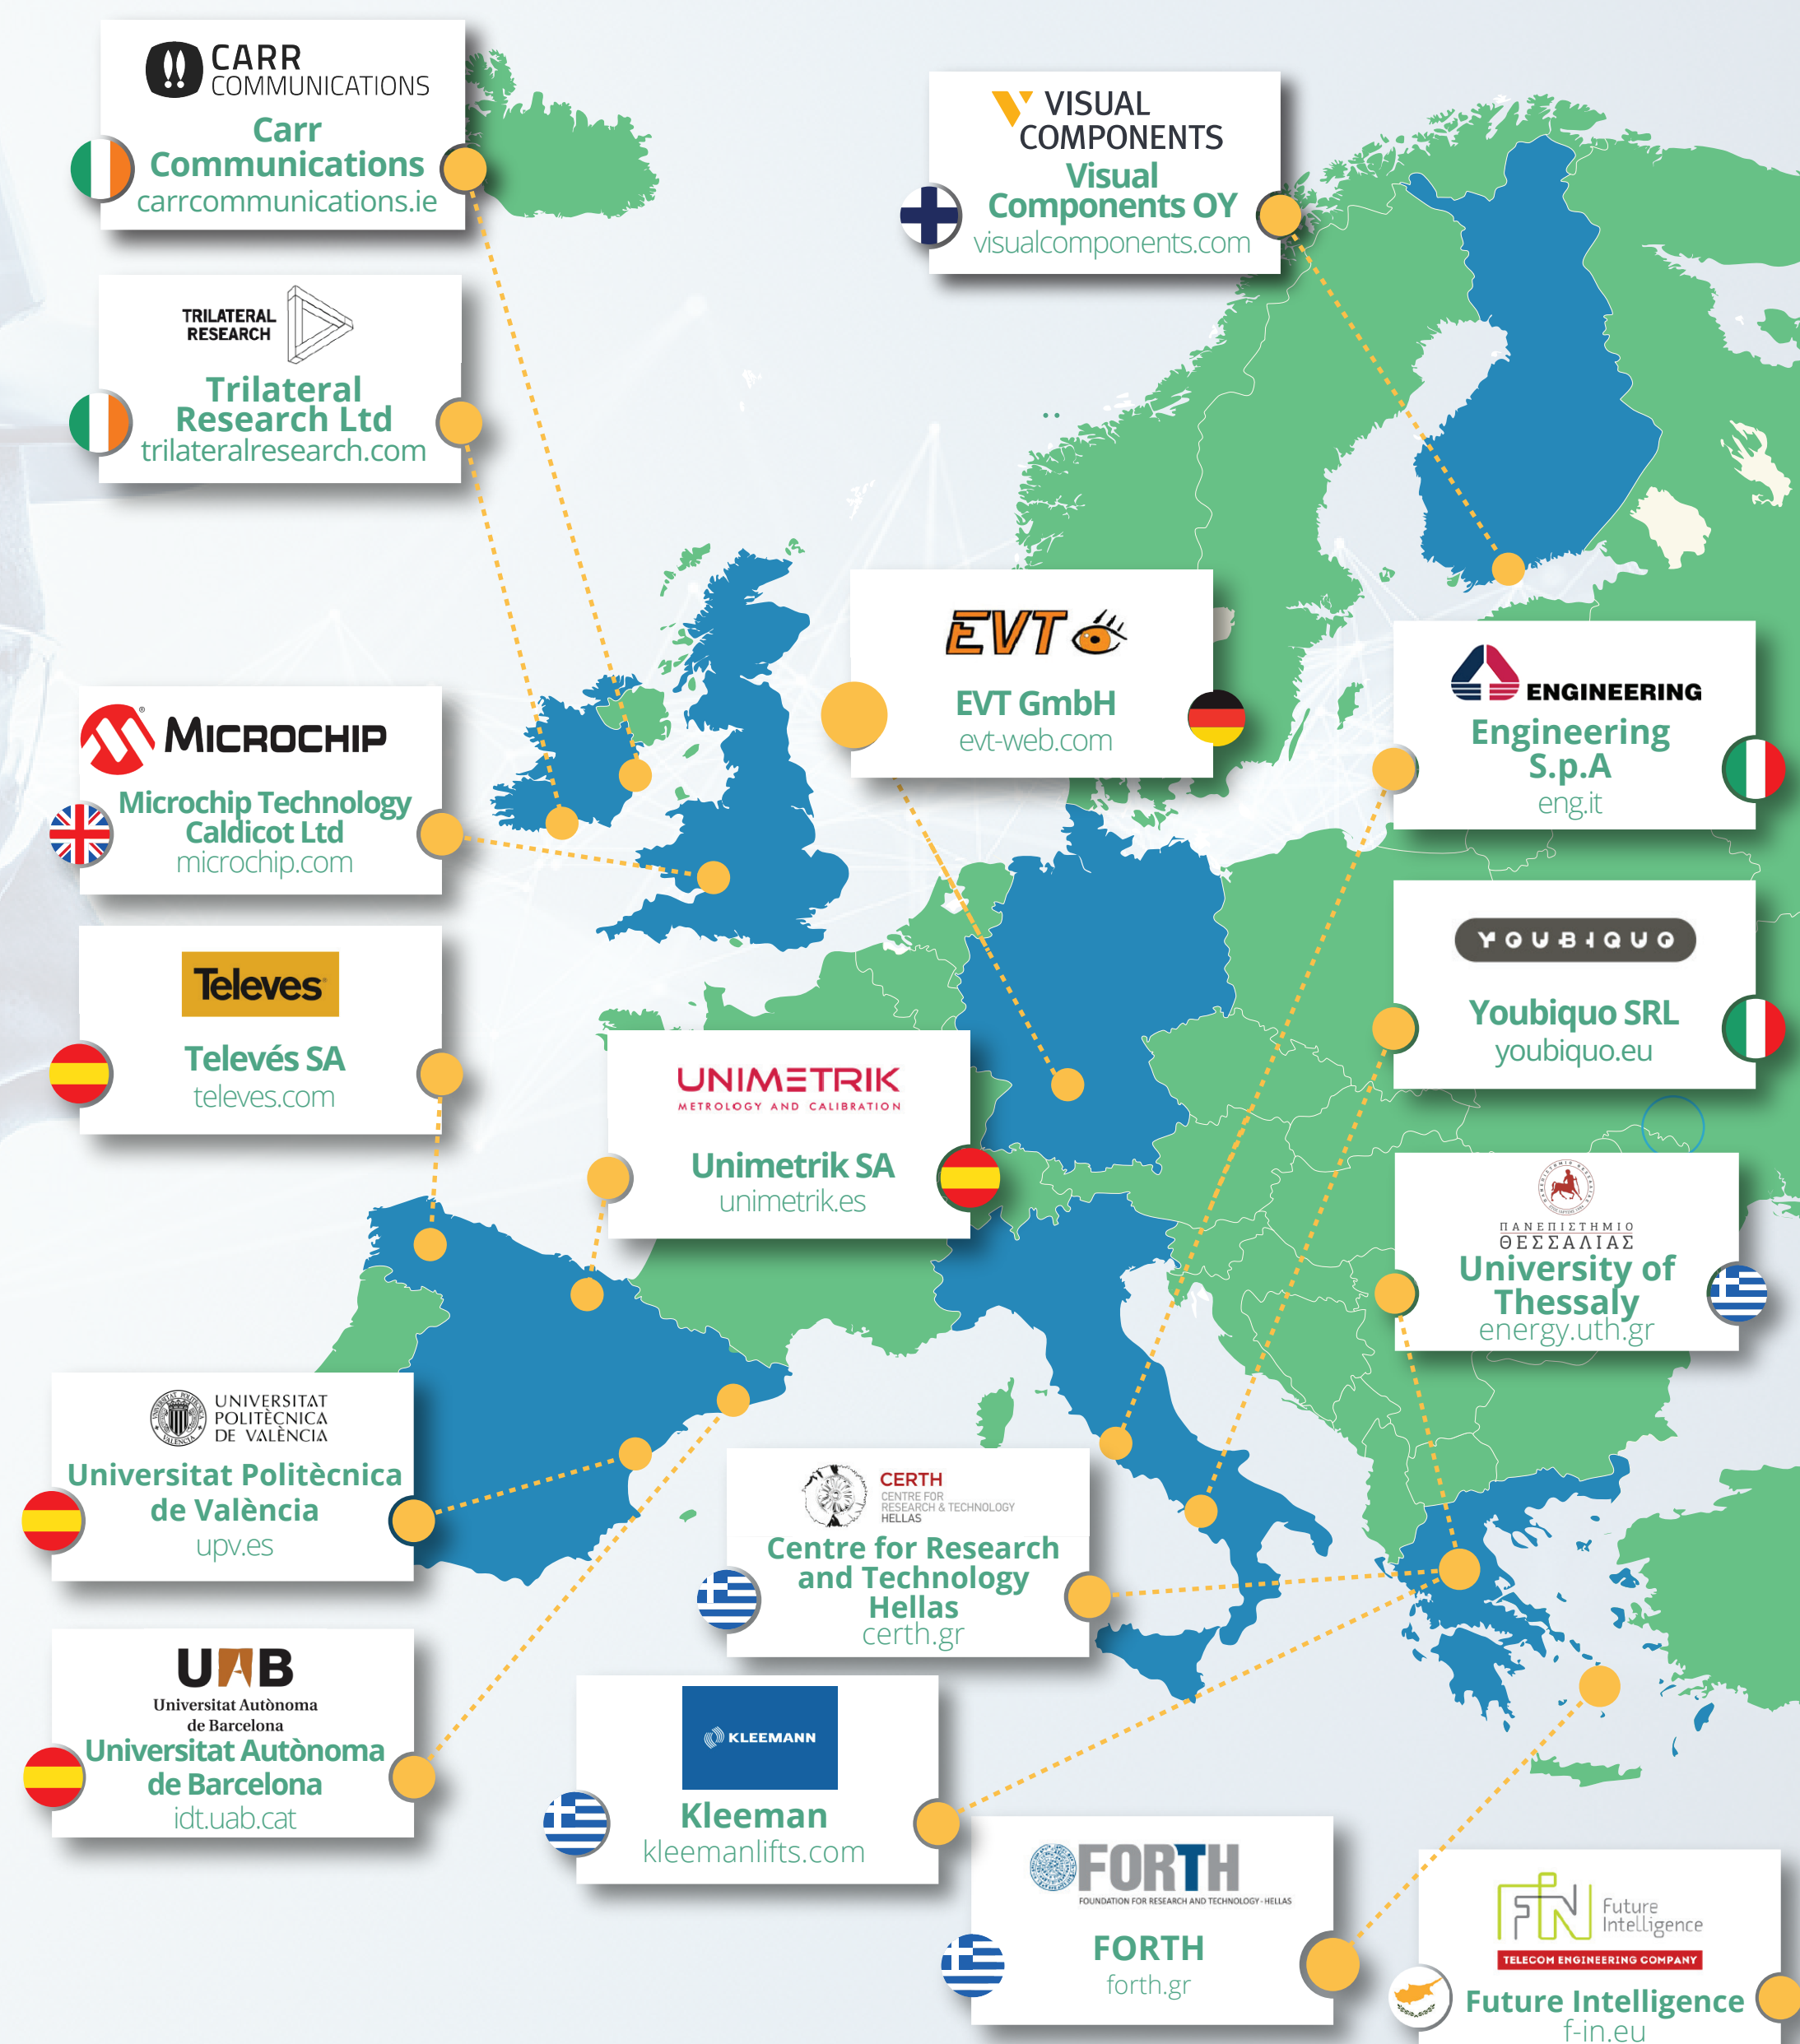 CARR
COMMUNICATIONS
Carr
Communications
carrcommunications.ie
VISUAL
COMPONENTS
Visual
Components OY
visualcomponents.com
TRILATERAL
RESEARCH
Trilateral
Research Ltd
trilateralresearch.com
EVT
EVT GmbH
evt-web.com
ENGINEERING
Engineering
S.p.A
eng.it
MICROCHIP
Microchip Technology
Caldicot Ltd
microchip.com
YOUBIQUO
Youbiquo SRL
youbiquo.eu
Televes
Televés SA
televes.com
UNIMETRIK
METROLOGY AND CALIBRATION
Unimetrik SA
unimetrik.es
ΠΑΝΕΠΙΣΤΗΜΙΟ
ΘΕΣΣΑΛΙΑΣ
University of
Thessaly
energy.uth.gr
UNIVERSITAT
POLITÈCNICA
DE VALÈNCIA
Universitat Politècnica
de València
upv.es
CERTH
CENTRE FOR
RESEARCH & TECHNOLOGY
HELLAS
Centre for Research
and Technology
Hellas
certh.gr
UAB
Universitat Autònoma
de Barcelona
Universitat Autònoma
de Barcelona
idt.uab.cat
KLEEMANN
Kleeman
kleemanlifts.com
FORTH
FOUNDATION FOR RESEARCH AND TECHNOLOGY - HELLAS
FORTH
forth.gr
FIN
Future
Intelligence
TELECOM ENGINEERING COMPANY
Future Intelligence
f-in.eu